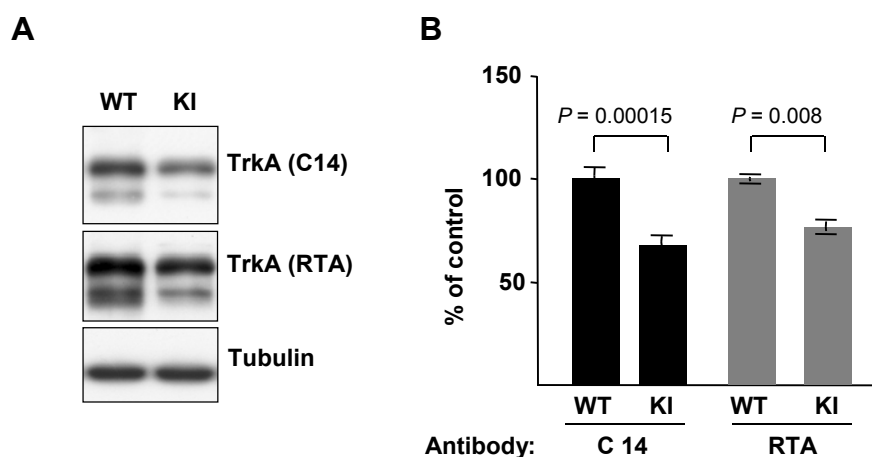 A
WT KI
TrkA (C14)
TrkA (RTA)
Tubulin
B
% of control
150
100
50
P = 0.00015
P = 0.008
WT KI WT KI
Antibody: C 14 RTA